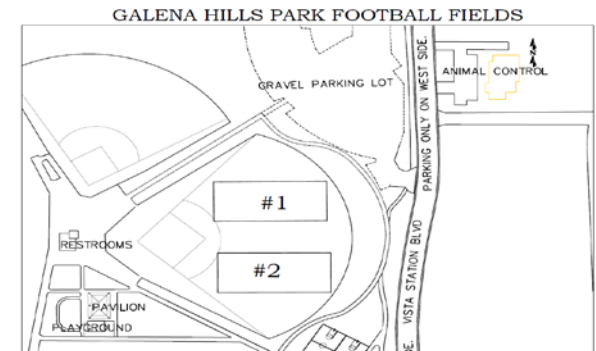 GALENA HILLS PARK FOOTBALL FIELDS
GRAVEL PARKING LOT
PARKING ONLY ON WEST SIDE.
ANIMAL CONTROL
N
#1
#2
RESTROOMS
PAVILION
PLAYGROUND
VISTA STATION BLVD